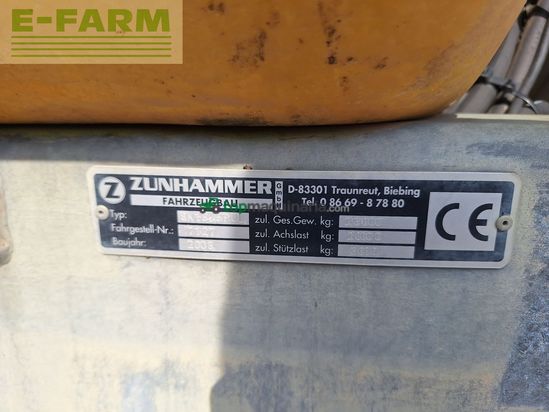 E-FARM
ZUNHAMMER GmbH
FAHRZEUGBAU
D-83301 Traunreut, Biebing
Tel. 0 86 69 - 8 78 80
Typ:
zul. Ges.Gew. kg:
Fahrgestell-Nr.:
zul. Achslast kg:
Baujahr:
zul. Stützlast kg:
CE